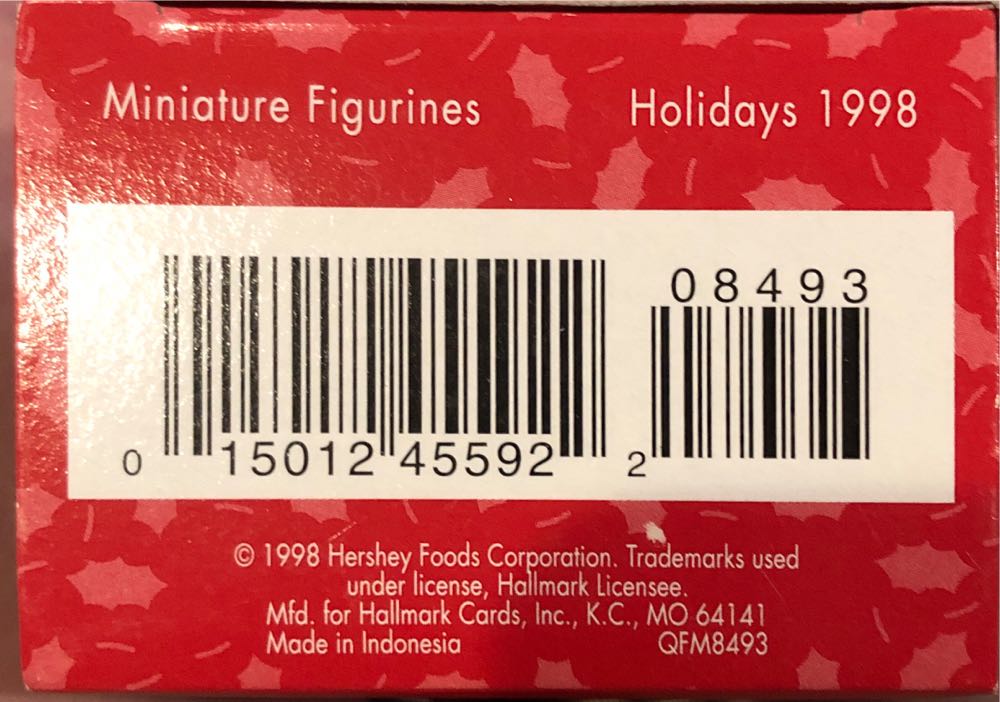 Miniature Figurines
Holidays 1998
08493
0 15012 45592 2
© 1998 Hershey Foods Corporation. Trademarks used
under license, Hallmark Licensee.
Mfd. for Hallmark Cards, Inc., K.C., MO 64141
Made in Indonesia QFM8493